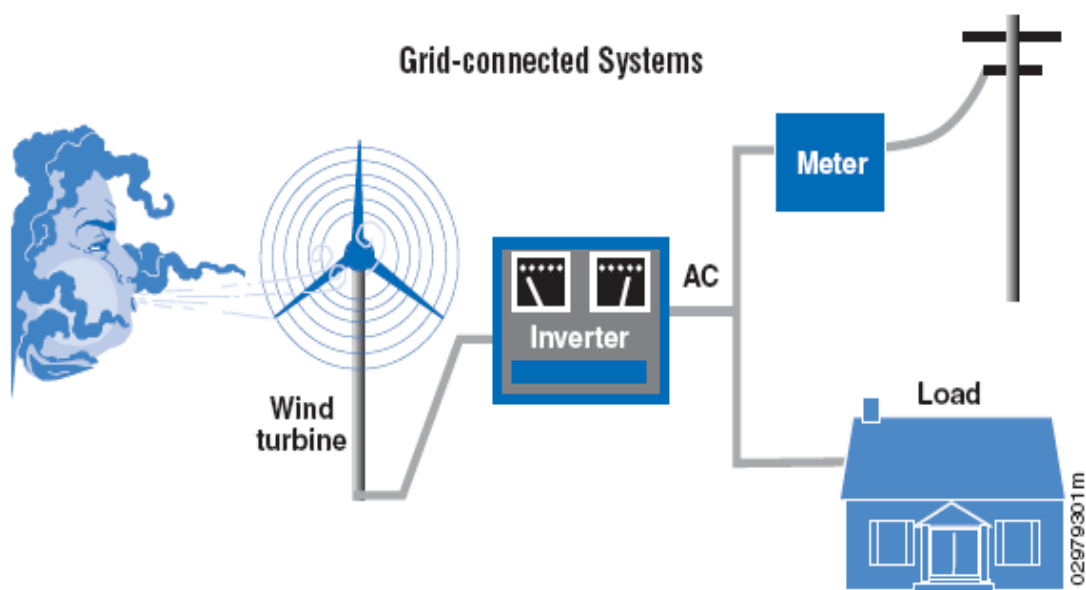 Grid-connected Systems
Meter
AC
Inverter
Wind
turbine
Load
02979301m